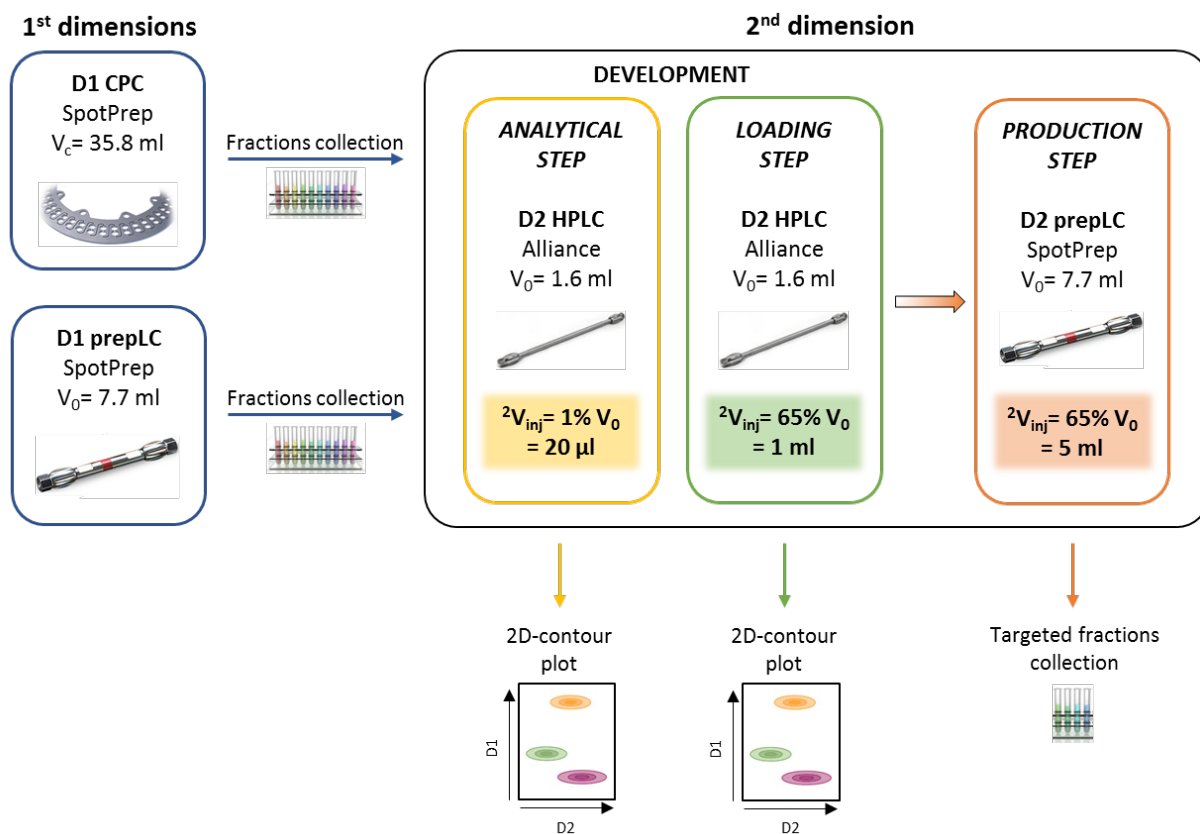 1st dimensions
2nd dimension
D1 CPC
SpotPrep
Vc= 35.8 ml
Fractions collection
D1 prepLC
SpotPrep
V0= 7.7 ml
Fractions collection
DEVELOPMENT
ANALYTICAL
STEP
D2 HPLC
Alliance
V0= 1.6 ml
2Vinj= 1% V0
= 20 µl
LOADING
STEP
D2 HPLC
Alliance
V0= 1.6 ml
2Vinj= 65% V0
= 1 ml
PRODUCTION
STEP
D2 prepLC
SpotPrep
V0= 7.7 ml
2Vinj= 65% V0
= 5 ml
2D-contour
plot
D1
D2
2D-contour
plot
D1
D2
Targeted fractions
collection